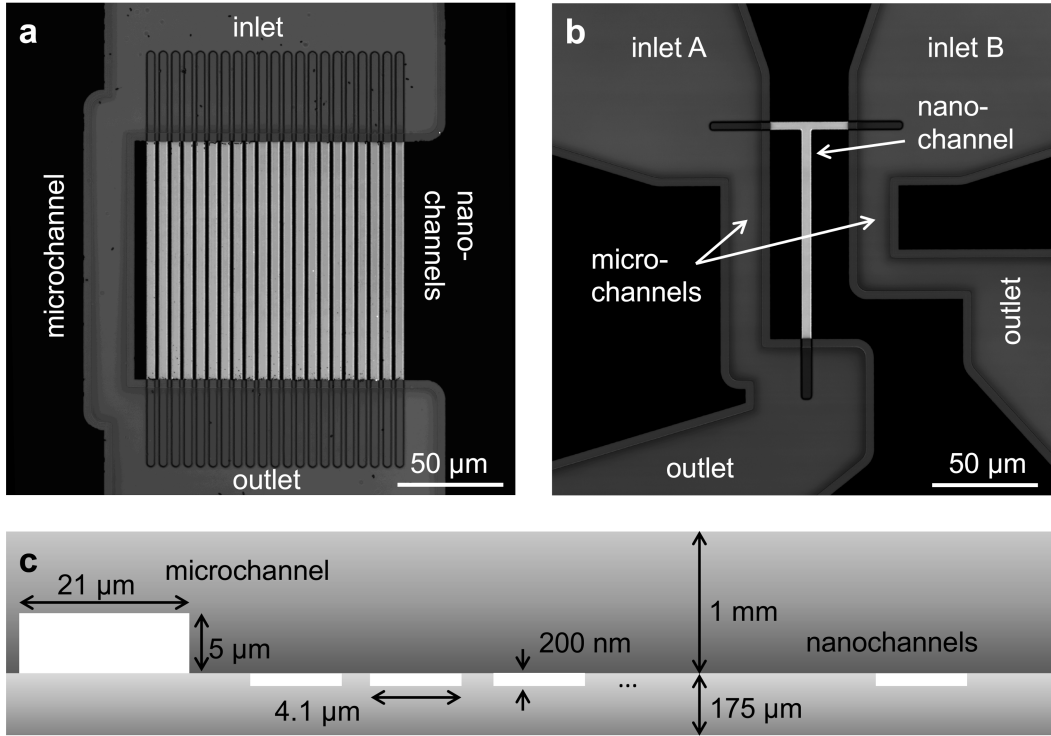 a
inlet
microchannel
nano-
channels
50 µm
outlet
b
inlet A
inlet B
nano-
channel
micro-
channels
outlet
outlet
50 µm
c
microchannel
21 µm
5 µm
200 nm
1 mm
nanochannels
4.1 µm
...
175 µm